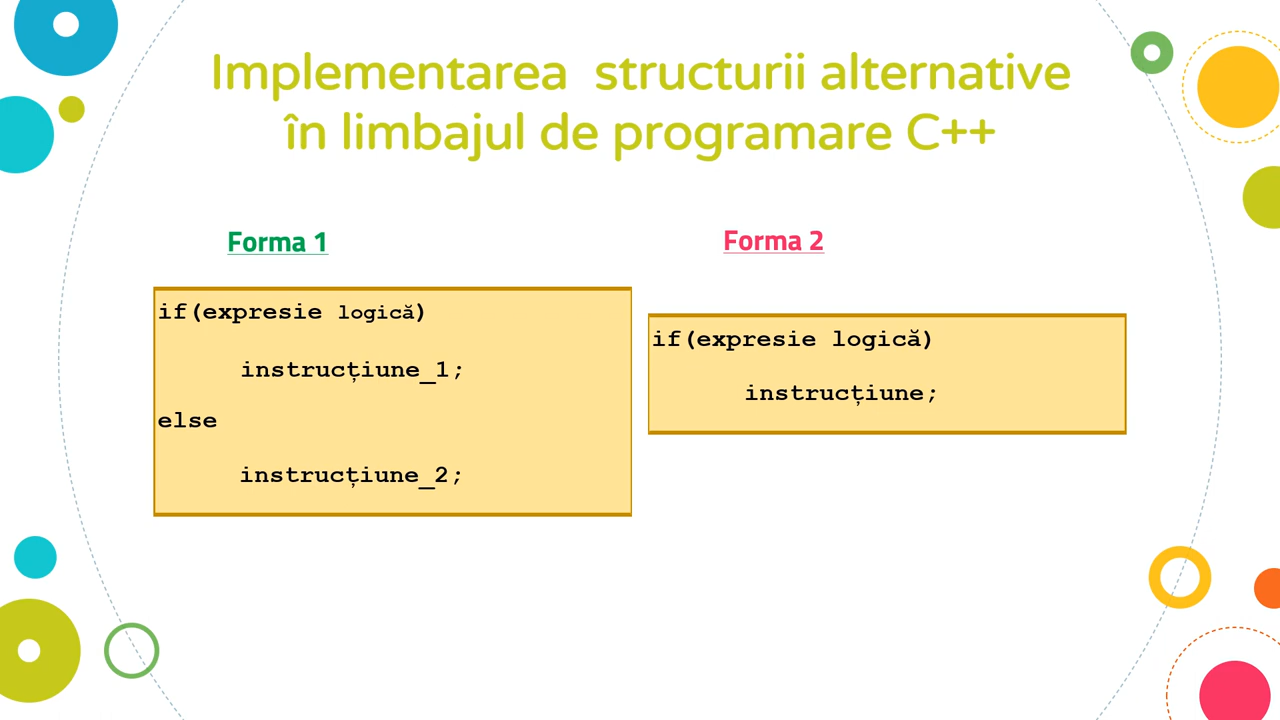 Implementarea structurii alternative
în limbajul de programare C++
Forma 1
if(expresie logică)
instrucțiune_1;
else
instrucțiune_2;
Forma 2
if(expresie logică)
instrucțiune;